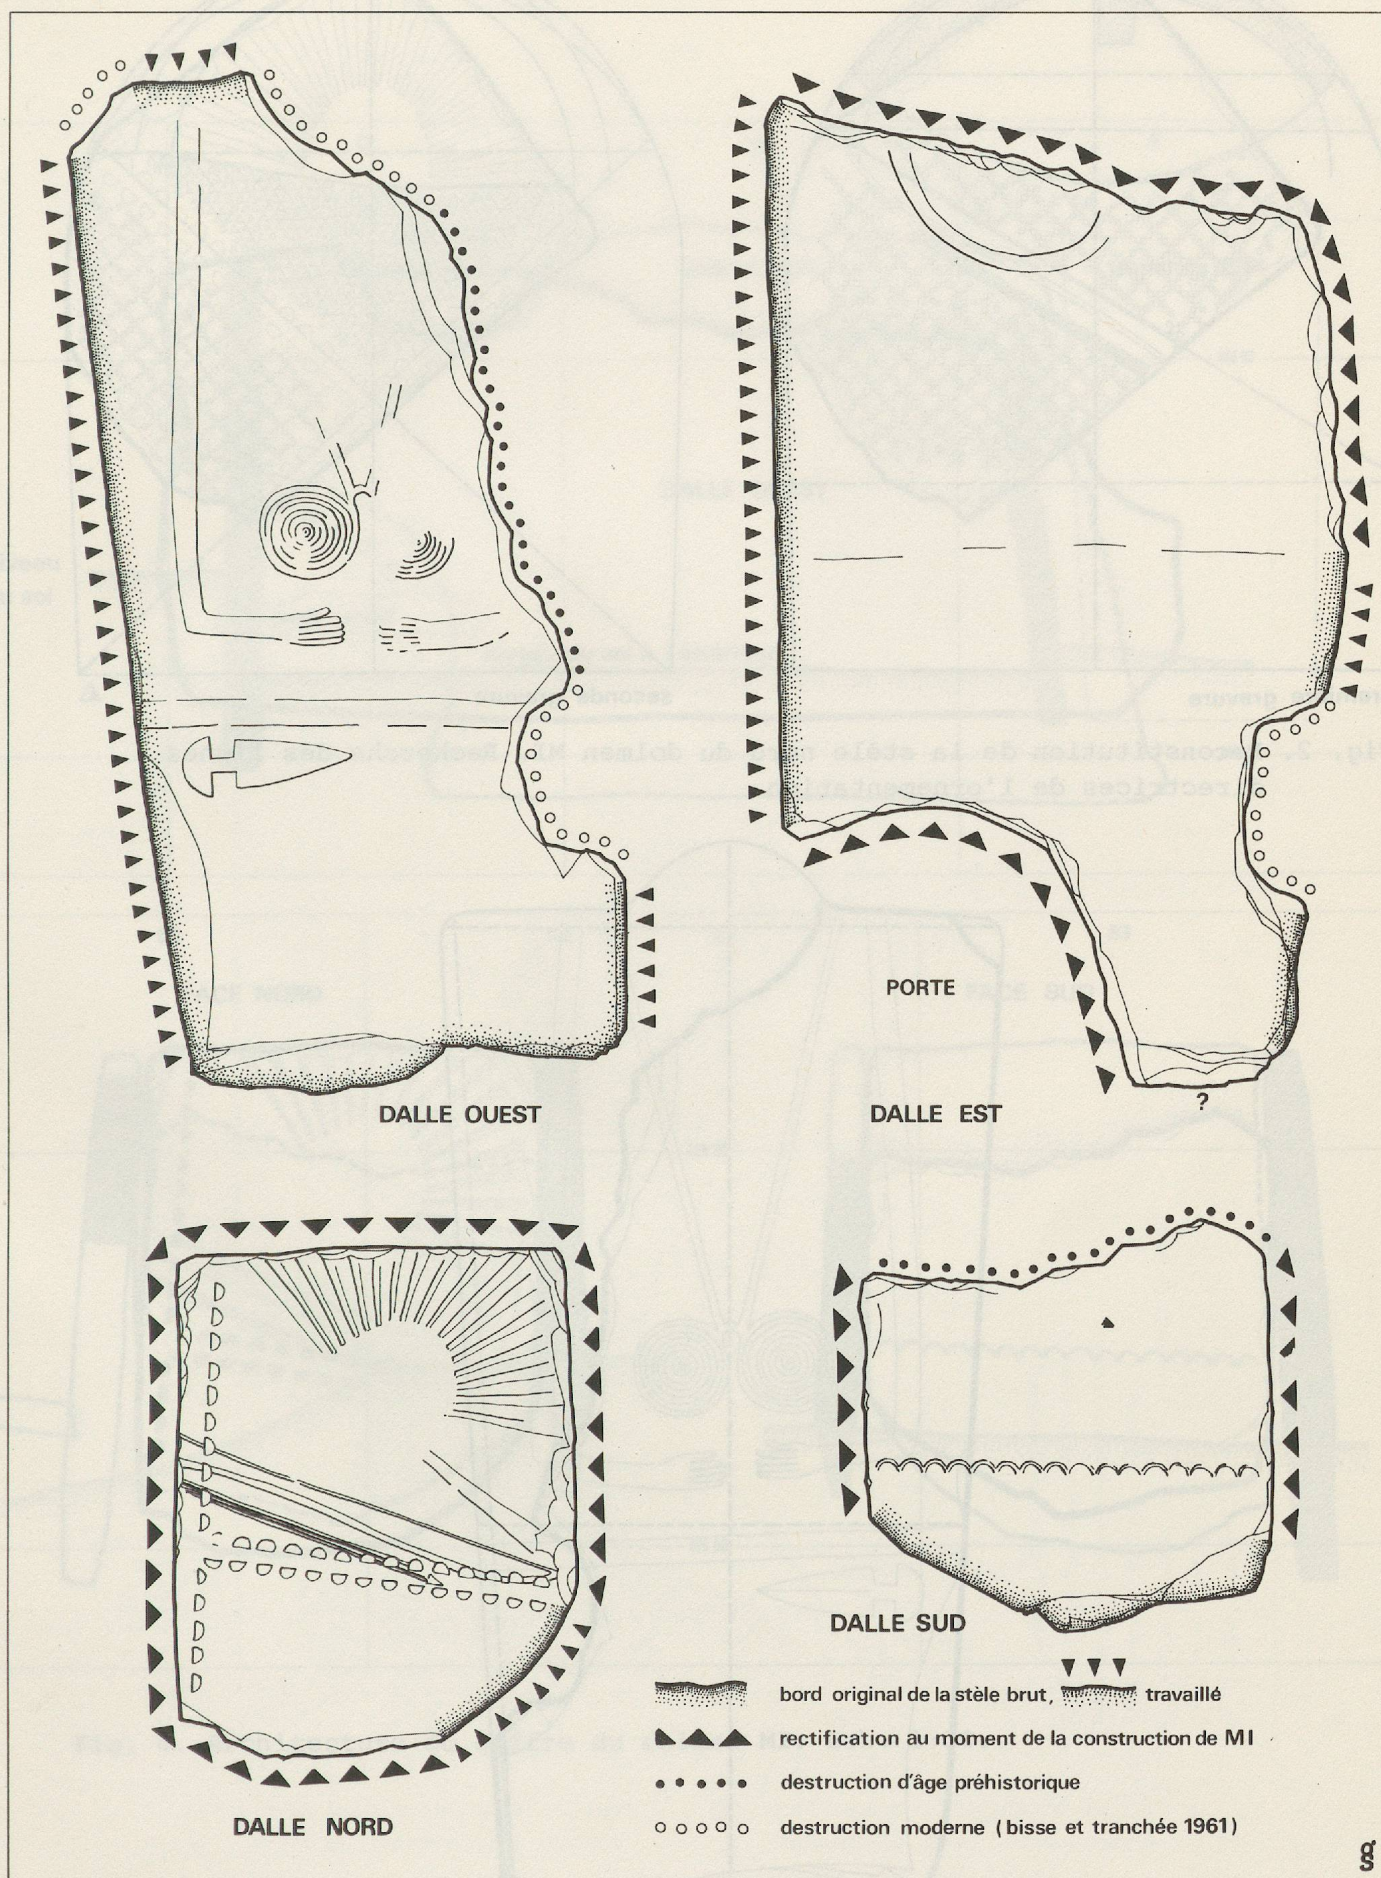 DALLE OUEST
PORTE
DALLE EST
?
DALLE NORD
DALLE SUD
bord original de la stèle brut, travaillé
rectification au moment de la construction de MI
destruction d'âge préhistorique
destruction moderne ( bisse et tranchée 1961 )
gs